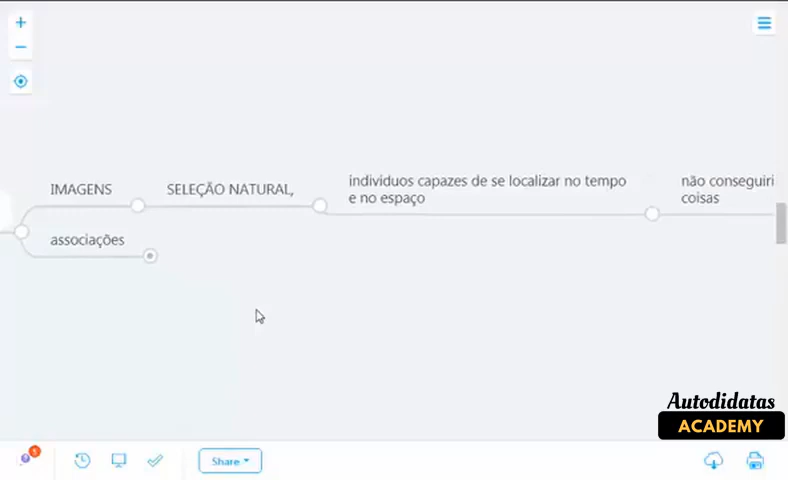 IMAGENS
SELEÇÃO NATURAL,
individuos capazes de se localizar no tempo
e no espaço
não conseguiri
coisas
associações
Autodidatas
ACADEMY
Share